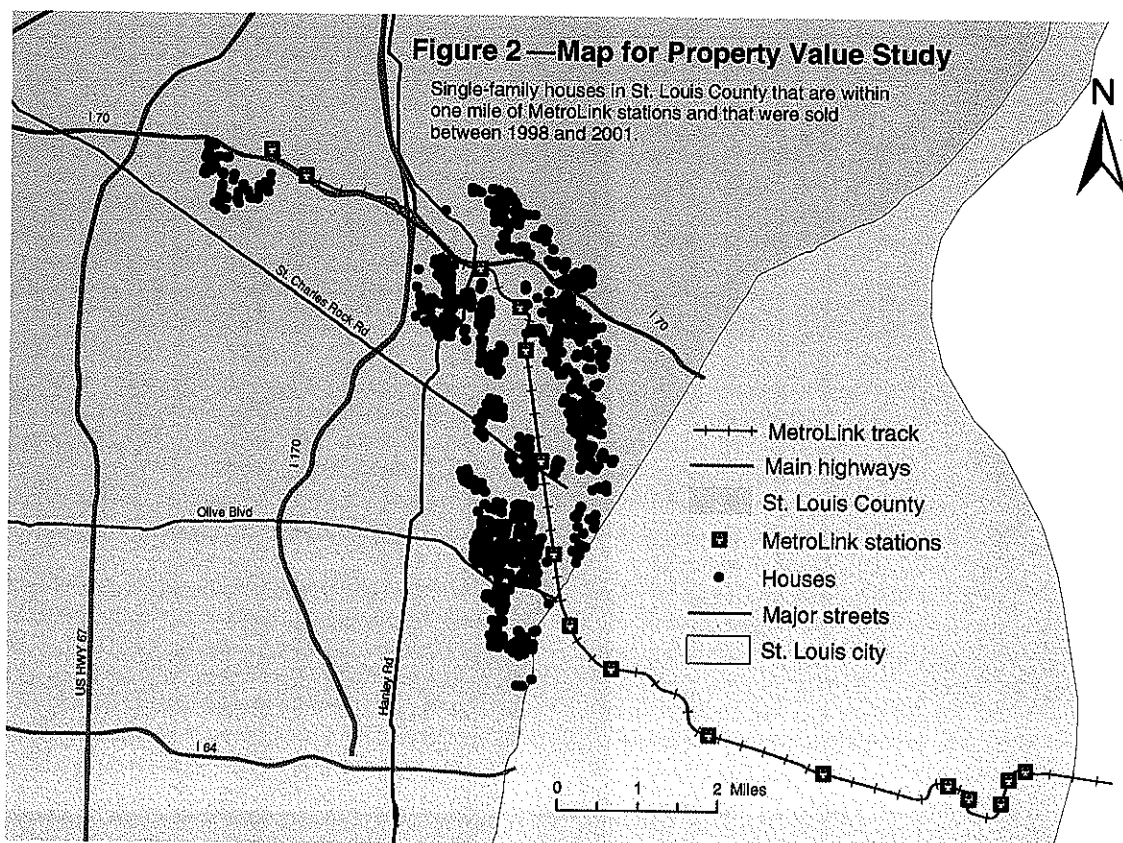 Figure 2—Map for Property Value Study
Single-family houses in St. Louis County that are within
one mile of MetroLink stations and that were sold
between 1998 and 2001.
N
I 70
St. Charles Rock Rd
I 70
I-170
Olive Blvd
US HWY 67
Hanley Rd
I 64
MetroLink track
Main highways
St. Louis County
MetroLink stations
Houses
Major streets
St. Louis city
0 1 2 Miles